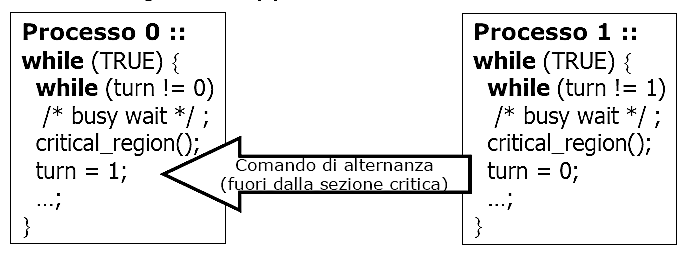 Processo 0 ::
while (TRUE) {
while (turn != 0)
/* busy wait */ ;
critical_region();
turn = 1;
…;
}
Comando di alternanza
(fuori dalla sezione critica)
Processo 1 ::
while (TRUE) {
while (turn != 1)
/* busy wait */ ;
critical_region();
turn = 0;
…;
}